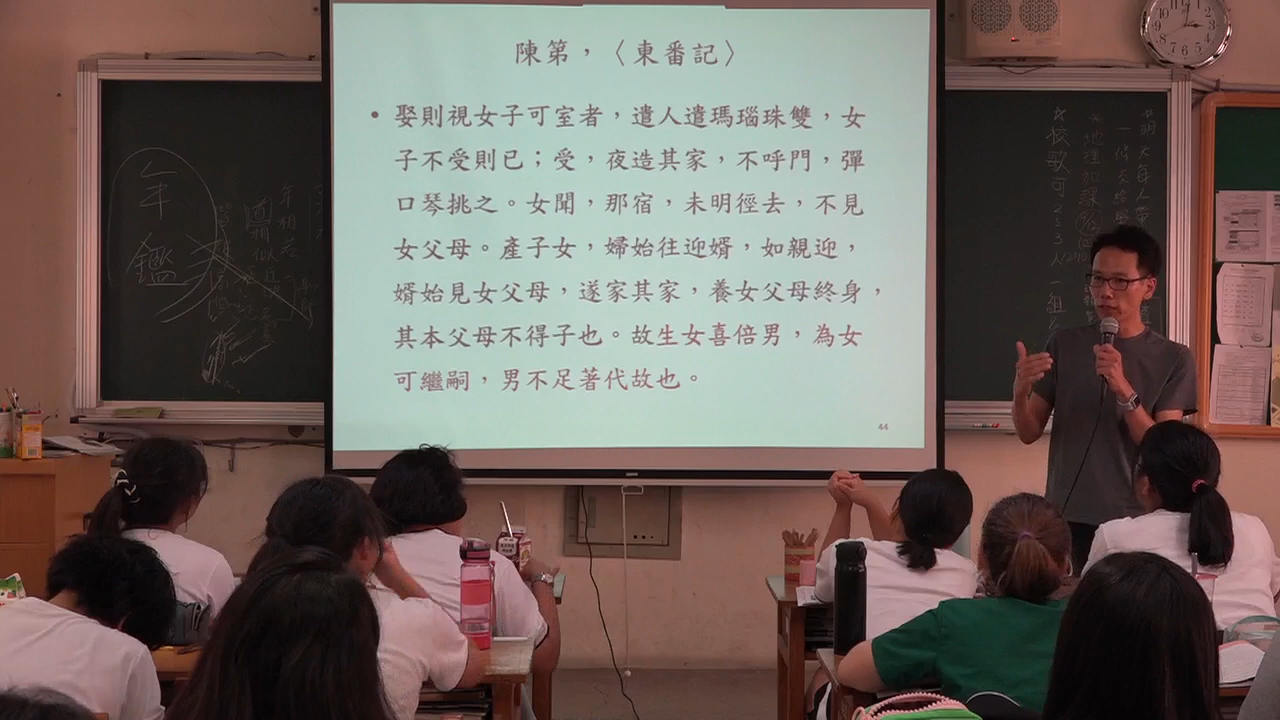 陳第，〈東番記〉
• 娶則視女子可室者，遣人遺瑪瑙珠雙，女
子不受則已；受，夜造其家，不呼門，彈
口琴挑之。女聞，那宿，未明徑去，不見
女父母。產子女，婦始往迎婿，如親迎，
婿始見女父母，遂家其家，養女父母終身，
其本父母不得子也。故生女喜倍男，為女
可繼嗣，男不足著代故也。
44
年
鑑